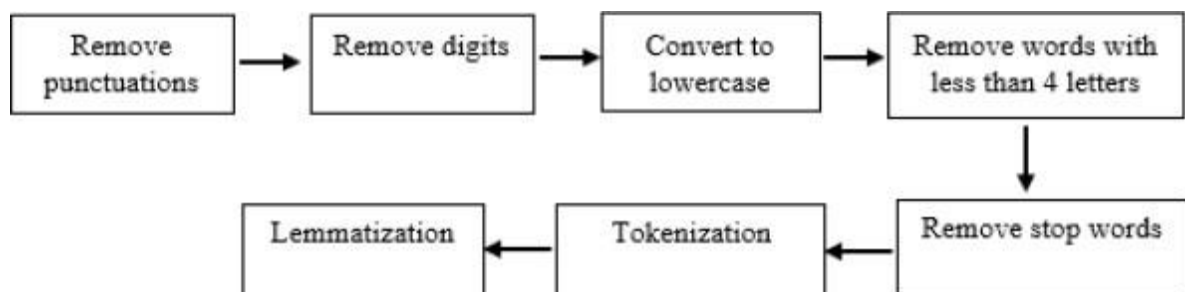 Remove
punctuations
Remove digits
Convert to
lowercase
Remove words with
less than 4 letters
Remove stop words
Tokenization
Lemmatization